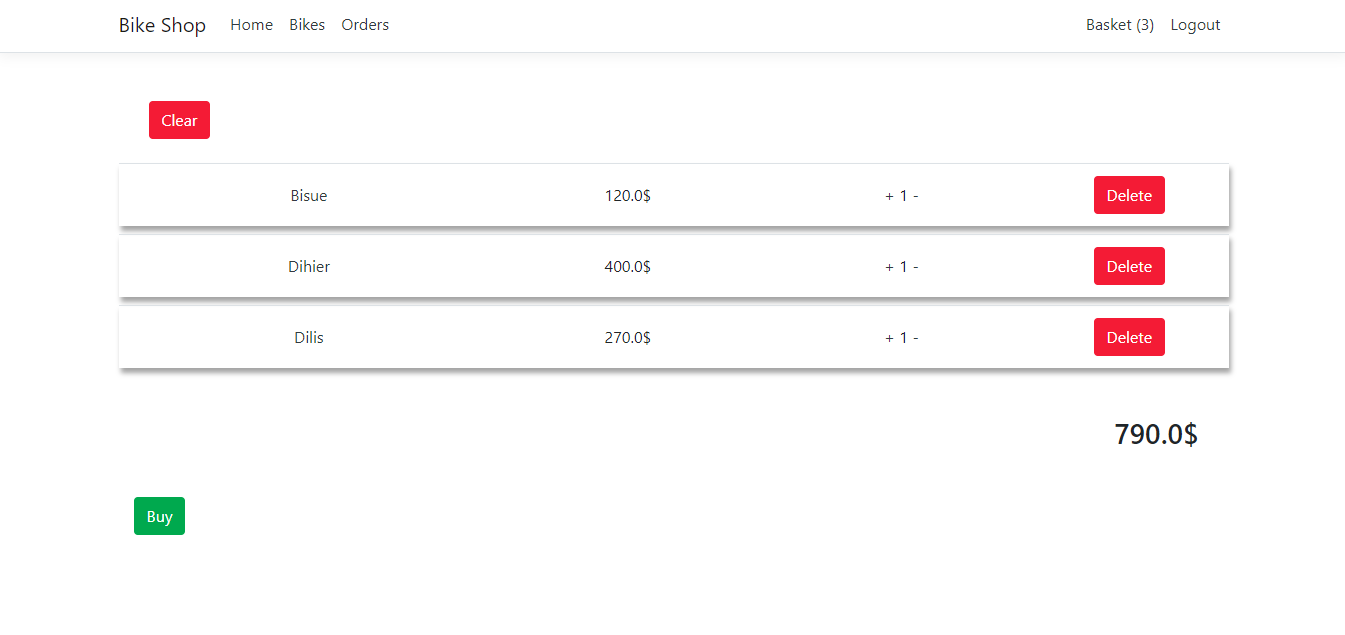 Bike Shop Home Bikes Orders Basket (3) Logout
Clear
Bisue 120.0$ + 1 - Delete
Dihier 400.0$ + 1 - Delete
Dilis 270.0$ + 1 - Delete
790.0$
Buy